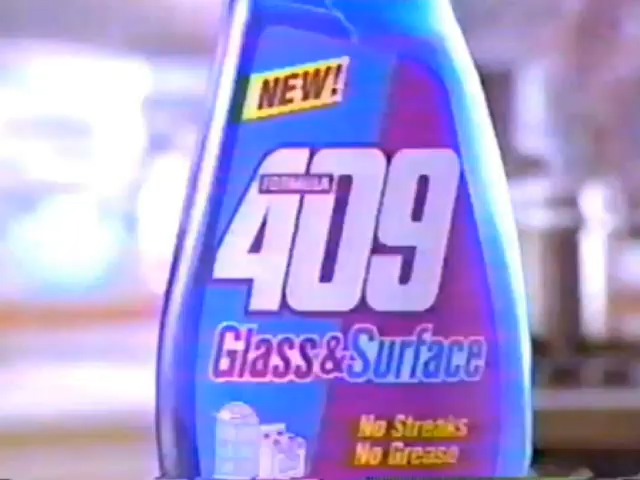 NEW!
FORMULA
409
Glass & Surface
No Streaks
No Grease